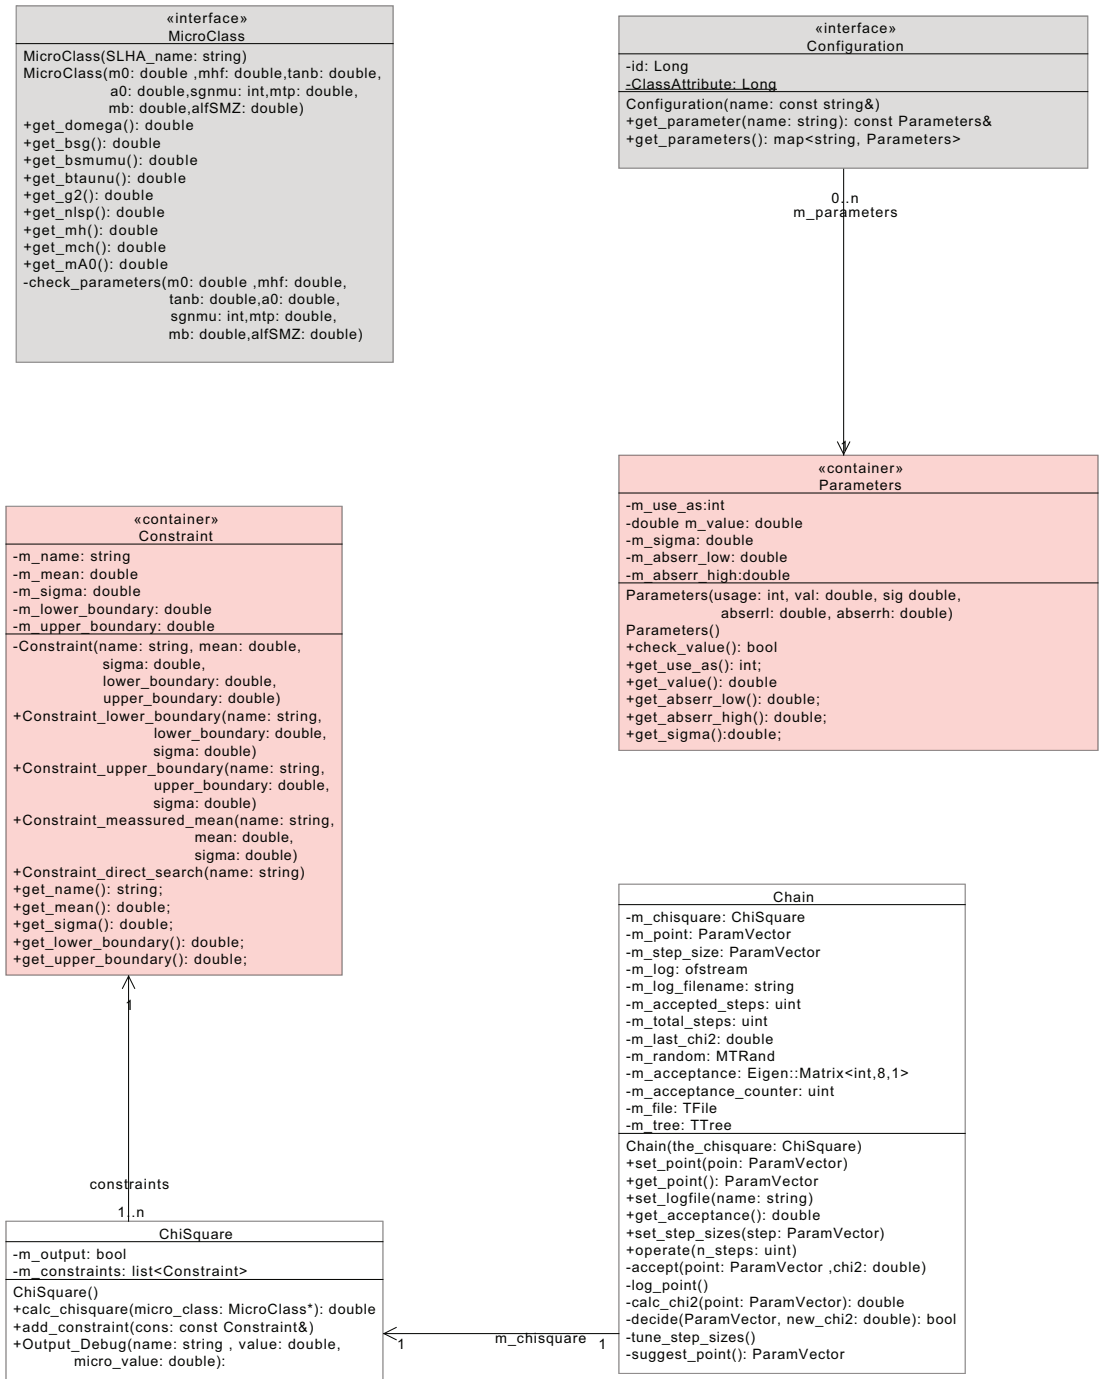 «interface»
MicroClass
MicroClass(SLHA_name: string)
MicroClass(m0: double ,mhf: double,tanb: double,
a0: double,sgnmu: int,mtp: double,
mb: double,alfSMZ: double)
+get_domega(): double
+get_bsg(): double
+get_bsmumu(): double
+get_btaunu(): double
+get_g2(): double
+get_nlsp(): double
+get_mh(): double
+get_mch(): double
+get_mA0(): double
-check_parameters(m0: double ,mhf: double,
tanb: double,a0: double,
sgnmu: int,mtp: double,
mb: double,alfSMZ: double)
«interface»
Configuration
-id: Long
-ClassAttribute: Long
Configuration(name: const string&)
+get_parameter(name: string): const Parameters&
+get_parameters(): map<string, Parameters>
0..n
m_parameters
1
«container»
Parameters
-m_use_as:int
-double m_value: double
-m_sigma: double
-m_abserr_low: double
-m_abserr_high:double
Parameters(usage: int, val: double, sig double,
abserrl: double, abserrh: double)
Parameters()
+check_value(): bool
+get_use_as(): int;
+get_value(): double
+get_abserr_low(): double;
+get_abserr_high(): double;
+get_sigma():double;
«container»
Constraint
-m_name: string
-m_mean: double
-m_sigma: double
-m_lower_boundary: double
-m_upper_boundary: double
-Constraint(name: string, mean: double,
sigma: double,
lower_boundary: double,
upper_boundary: double)
+Constraint_lower_boundary(name: string,
lower_boundary: double,
sigma: double)
+Constraint_upper_boundary(name: string,
upper_boundary: double,
sigma: double)
+Constraint_meassured_mean(name: string,
mean: double,
sigma: double)
+Constraint_direct_search(name: string)
+get_name(): string;
+get_mean(): double;
+get_sigma(): double;
+get_lower_boundary(): double;
+get_upper_boundary(): double;
1
constraints
1..n
ChiSquare
-m_output: bool
-m_constraints: list<Constraint>
ChiSquare()
+calc_chisquare(micro_class: MicroClass*): double
+add_constraint(cons: const Constraint&)
+Output_Debug(name: string , value: double,
micro_value: double):
1
m_chisquare
1
Chain
-m_chisquare: ChiSquare
-m_point: ParamVector
-m_step_size: ParamVector
-m_log: ofstream
-m_log_filename: string
-m_accepted_steps: uint
-m_total_steps: uint
-m_last_chi2: double
-m_random: MTRand
-m_acceptance: Eigen::Matrix<int,8,1>
-m_acceptance_counter: uint
-m_file: TFile
-m_tree: TTree
Chain(the_chisquare: ChiSquare)
+set_point(poin: ParamVector)
+get_point(): ParamVector
+set_logfile(name: string)
+get_acceptance(): double
+set_step_sizes(step: ParamVector)
+operate(n_steps: uint)
-accept(point: ParamVector ,chi2: double)
-log_point()
-calc_chi2(point: ParamVector): double
-decide(ParamVector, new_chi2: double): bool
-tune_step_sizes()
-suggest_point(): ParamVector